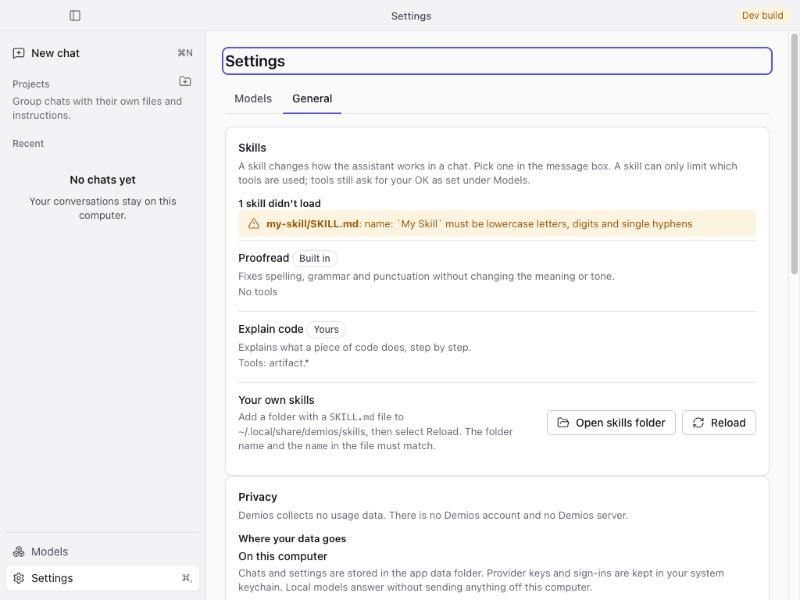 Settings
Dev build
New chat
⌘N
Projects
Group chats with their own files and
instructions.
Recent
No chats yet
Your conversations stay on this
computer.
Models
Settings
⌘,
Settings
Models
General
Skills
A skill changes how the assistant works in a chat. Pick one in the message box. A skill can only limit which
tools are used; tools still ask for your OK as set under Models.
1 skill didn't load
my-skill/SKILL.md: name: `My Skill` must be lowercase letters, digits and single hyphens
Proofread Built in
Fixes spelling, grammar and punctuation without changing the meaning or tone.
No tools
Explain code Yours
Explains what a piece of code does, step by step.
Tools: artifact.*
Your own skills
Add a folder with a SKILL.md file to
~/.local/share/demios/skills, then select Reload. The folder
name and the name in the file must match.
Open skills folder
Reload
Privacy
Demios collects no usage data. There is no Demios account and no Demios server.
Where your data goes
On this computer
Chats and settings are stored in the app data folder. Provider keys and sign-ins are kept in your system
keychain. Local models answer without sending anything off this computer.